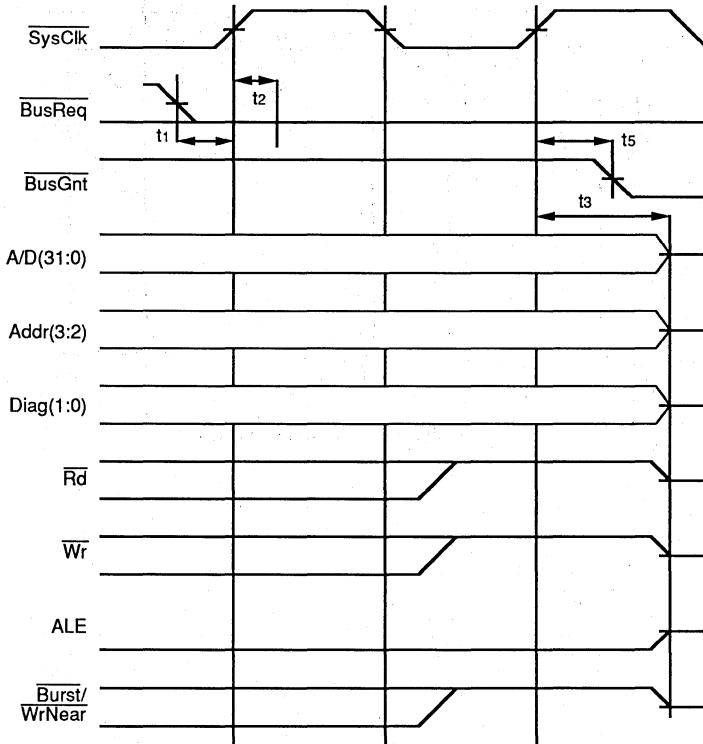 SysClk
t2
BusReq
t1
t5
BusGnt
t3
A/D(31:0)
Addr(3:2)
Diag(1:0)
Rd
Wr
ALE
Burst/
WrNear